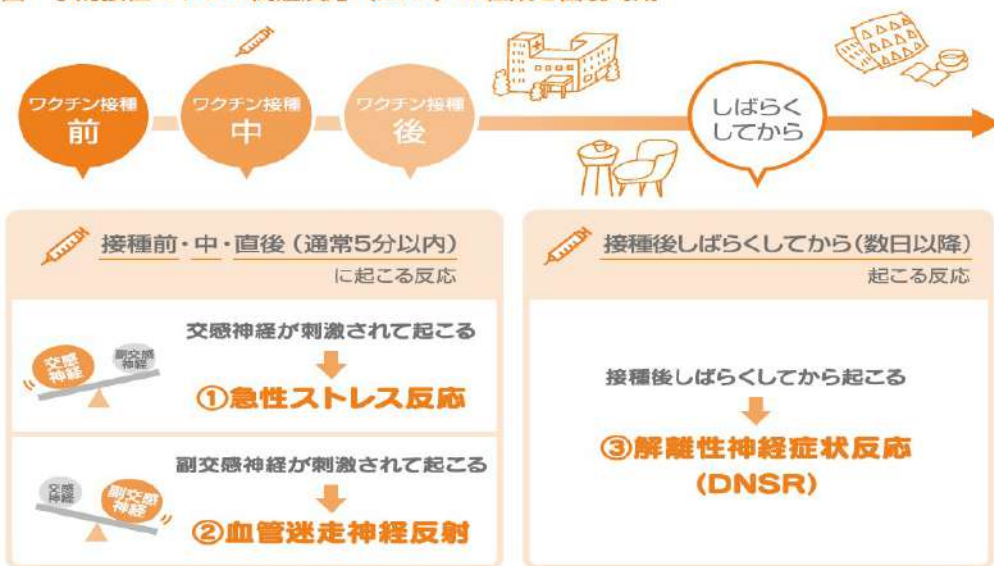 ワクチン接種
前
ワクチン接種
中
ワクチン接種
後
しばらく
してから
接種前・中・直後(通常5分以内)
に起こる反応
交感
神経
副交感
神経
交感神経が刺激されて起こる
①急性ストレス反応
交感
神経
副交感
神経
副交感神経が刺激されて起こる
②血管迷走神経反射
接種後しばらくしてから(数日以降)
起こる反応
接種後しばらくしてから起こる
③解離性神経症状反応
(DNSR)